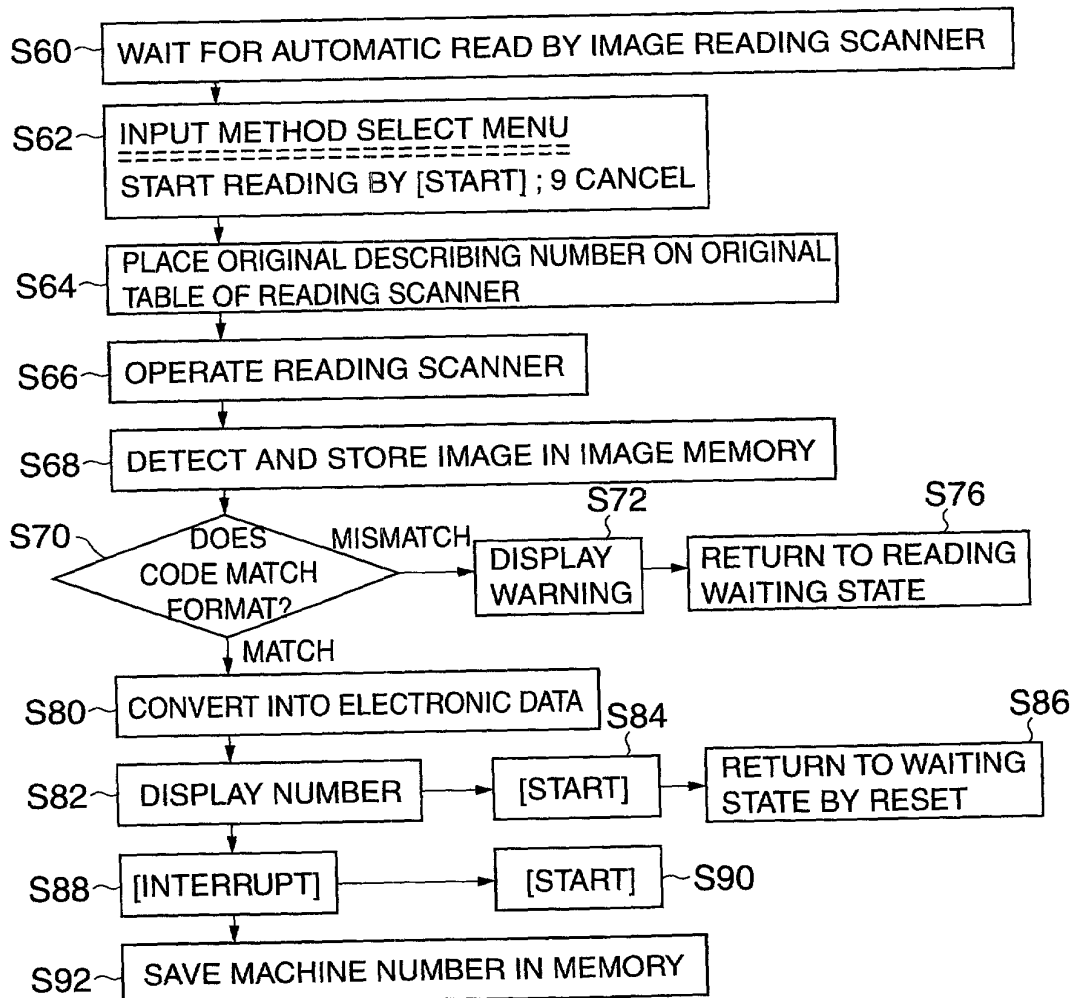 S60
WAIT FOR AUTOMATIC READ BY IMAGE READING SCANNER
S62
INPUT METHOD SELECT MENU
==========================
START READING BY [START] ; 9 CANCEL
S64
PLACE ORIGINAL DESCRIBING NUMBER ON ORIGINAL
TABLE OF READING SCANNER
S66
OPERATE READING SCANNER
S68
DETECT AND STORE IMAGE IN IMAGE MEMORY
S70
DOES
CODE MATCH
FORMAT?
MISMATCH
S72
DISPLAY
WARNING
S76
RETURN TO READING
WAITING STATE
MATCH
S80
CONVERT INTO ELECTRONIC DATA
S82
DISPLAY NUMBER
S84
[START]
S86
RETURN TO WAITING
STATE BY RESET
S88
[INTERRUPT]
[START]
S90
S92
SAVE MACHINE NUMBER IN MEMORY